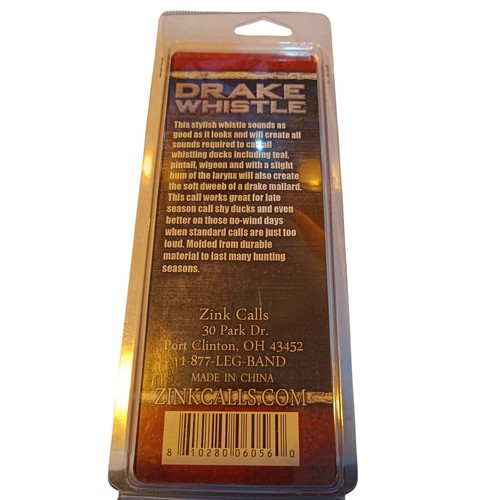 DRAKE
WHISTLE
This stylish whistle sounds as
good as it looks and will create all
sounds required to call all
whistling ducks including teal,
pintail, wigeon and with a slight
hum of the larynx will also create
the soft dweeb of a drake mallard.
This call works great for late
season call shy ducks and even
better on those no-wind days
when standard calls are just too
loud. Molded from durable
material to last many hunting
seasons.
Zink Calls
30 Park Dr.
Port Clinton, OH 43452
1-877-LEG-BAND
MADE IN CHINA
ZINKCALLS.COM
8 10280 06056 0